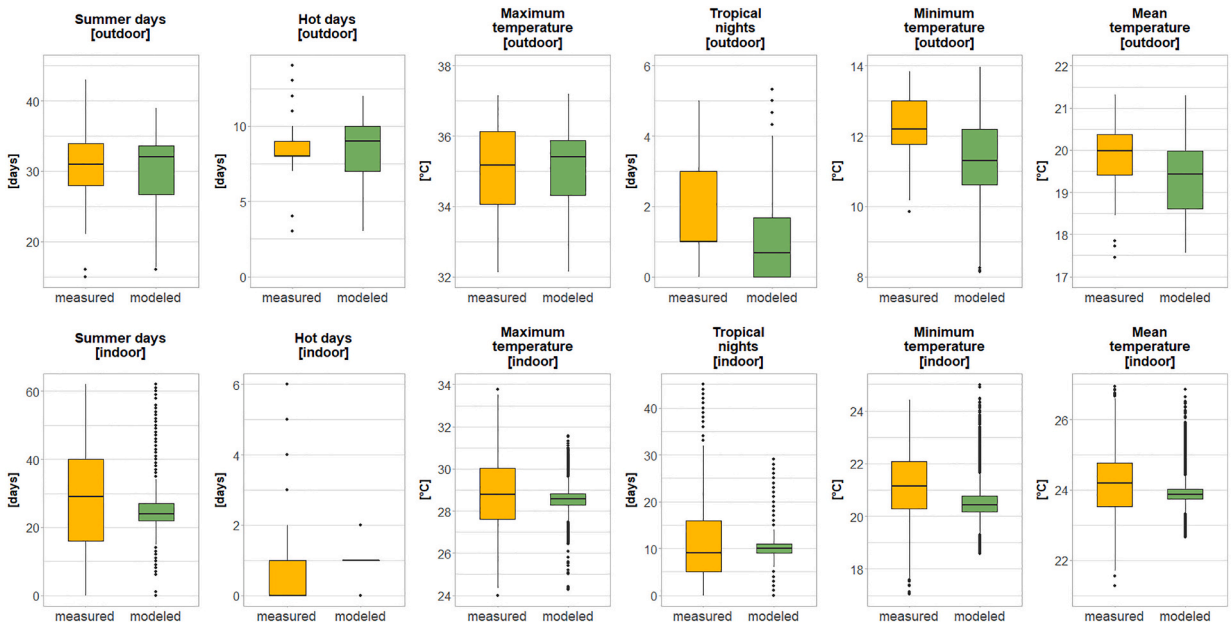 Summer days
[outdoor]
Hot days
[outdoor]
Maximum
temperature
[outdoor]
Tropical
nights
[outdoor]
Minimum
temperature
[outdoor]
Mean
temperature
[outdoor]
[days]
40
30
20
measured modeled
[days]
10
5
0
measured modeled
[°C]
38
36
34
32
measured modeled
[days]
6
4
2
0
measured modeled
[°C]
14
12
10
8
measured modeled
[°C]
22
21
20
19
18
17
measured modeled
Summer days
[indoor]
Hot days
[indoor]
Maximum
temperature
[indoor]
Tropical
nights
[indoor]
Minimum
temperature
[indoor]
Mean
temperature
[indoor]
[days]
60
40
20
0
measured modeled
[days]
6
4
2
0
measured modeled
[°C]
34
32
30
28
26
24
measured modeled
[days]
40
30
20
10
0
measured modeled
[°C]
24
22
20
18
measured modeled
[°C]
26
24
22
measured modeled